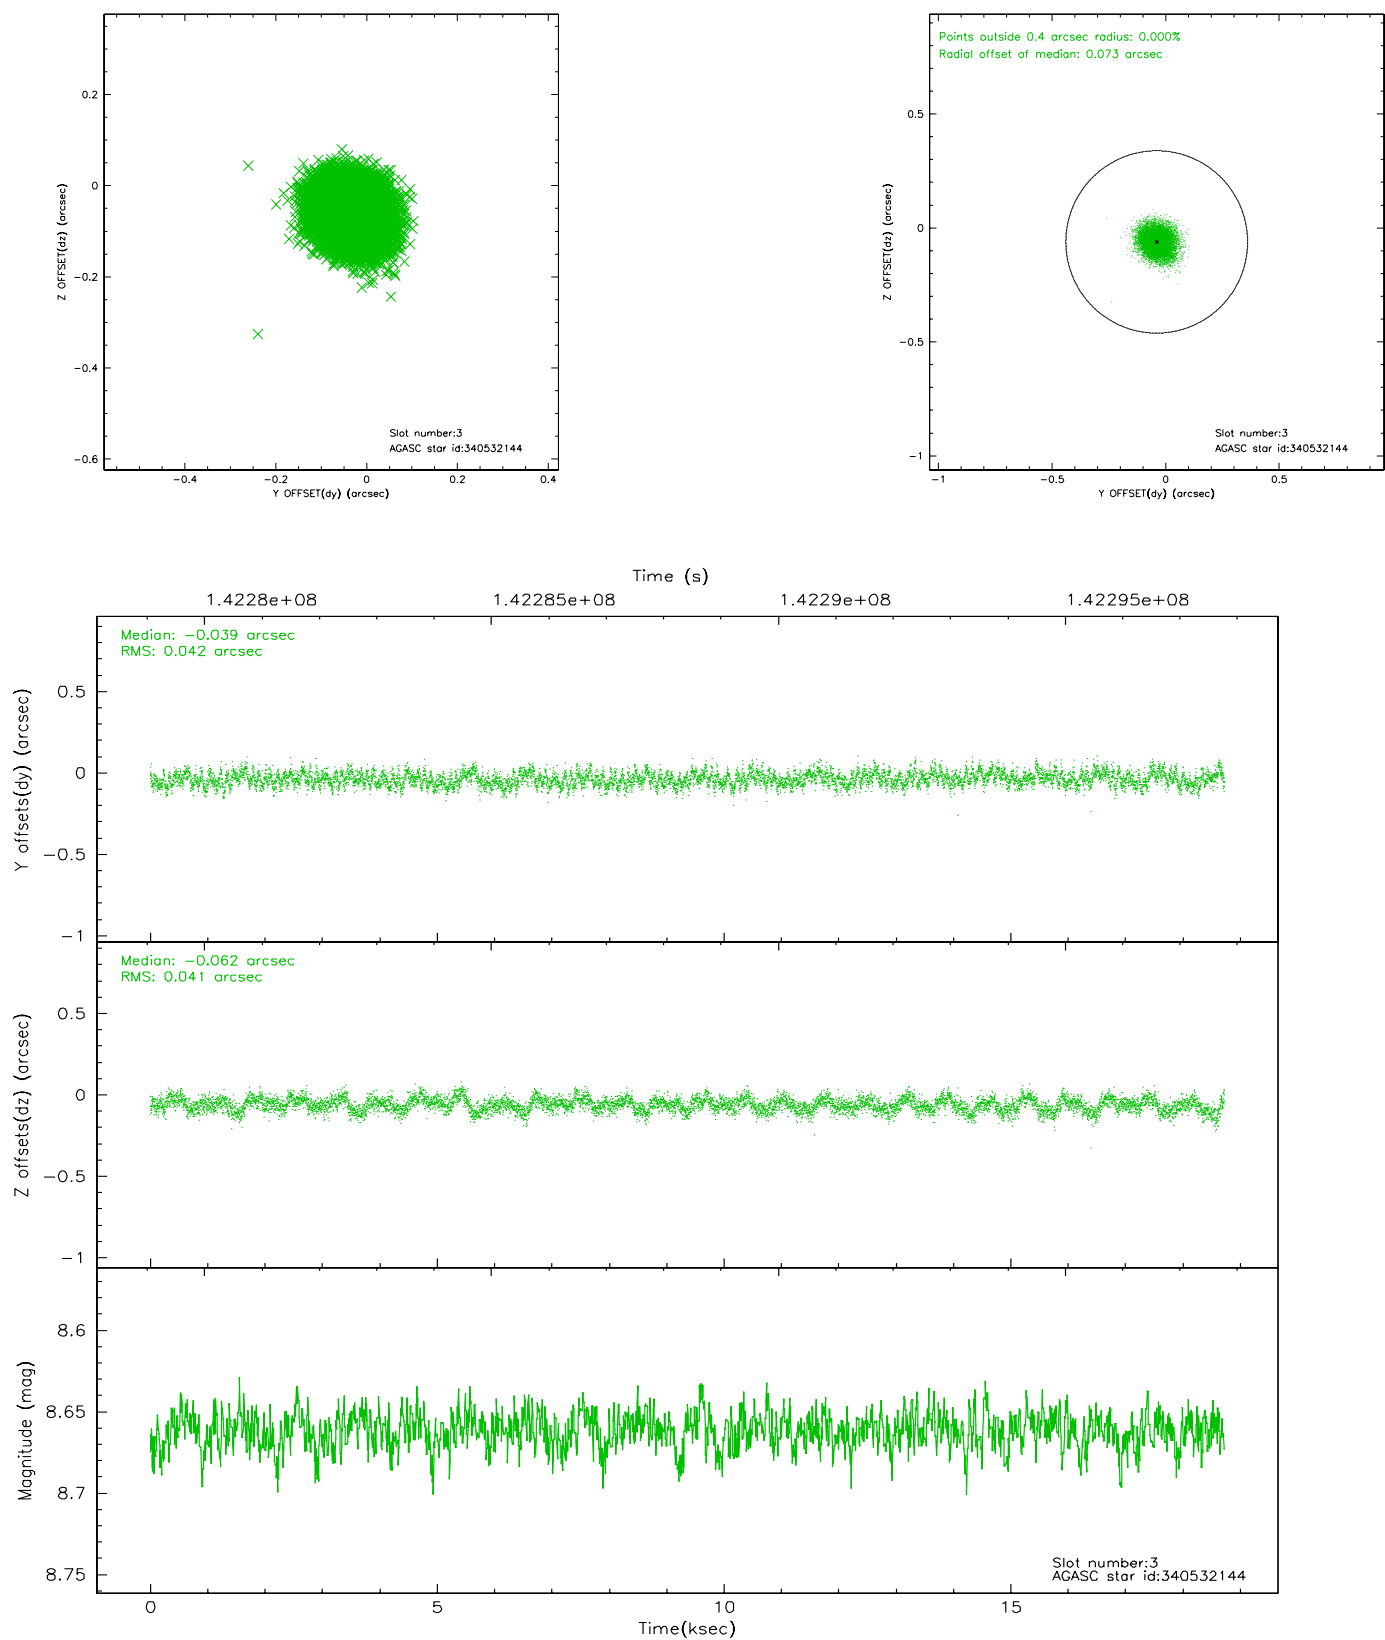 0.2
0
−0.2
−0.4
−0.6
Z OFFSET(dz) (arcsec)
Slot number:3
AGASC star id:340532144
−0.4
−0.2
0
0.2
0.4
Y OFFSET(dy) (arcsec)
Points outside 0.4 arcsec radius: 0.000%
Radial offset of median: 0.073 arcsec
0.5
0
−0.5
−1
Z OFFSET(dz) (arcsec)
Slot number:3
AGASC star id:340532144
−1
−0.5
0
0.5
Y OFFSET(dy) (arcsec)
Time (s)
1.4228e+08
1.42285e+08
1.4229e+08
1.42295e+08
Median: −0.039 arcsec
RMS: 0.042 arcsec
0.5
0
−0.5
−1
Y offsets(dy) (arcsec)
Median: −0.062 arcsec
RMS: 0.041 arcsec
0.5
0
−0.5
−1
Z offsets(dz) (arcsec)
8.6
8.65
8.7
8.75
Magnitude (mag)
Slot number:3
AGASC star id:340532144
0
5
10
15
Time(ksec)